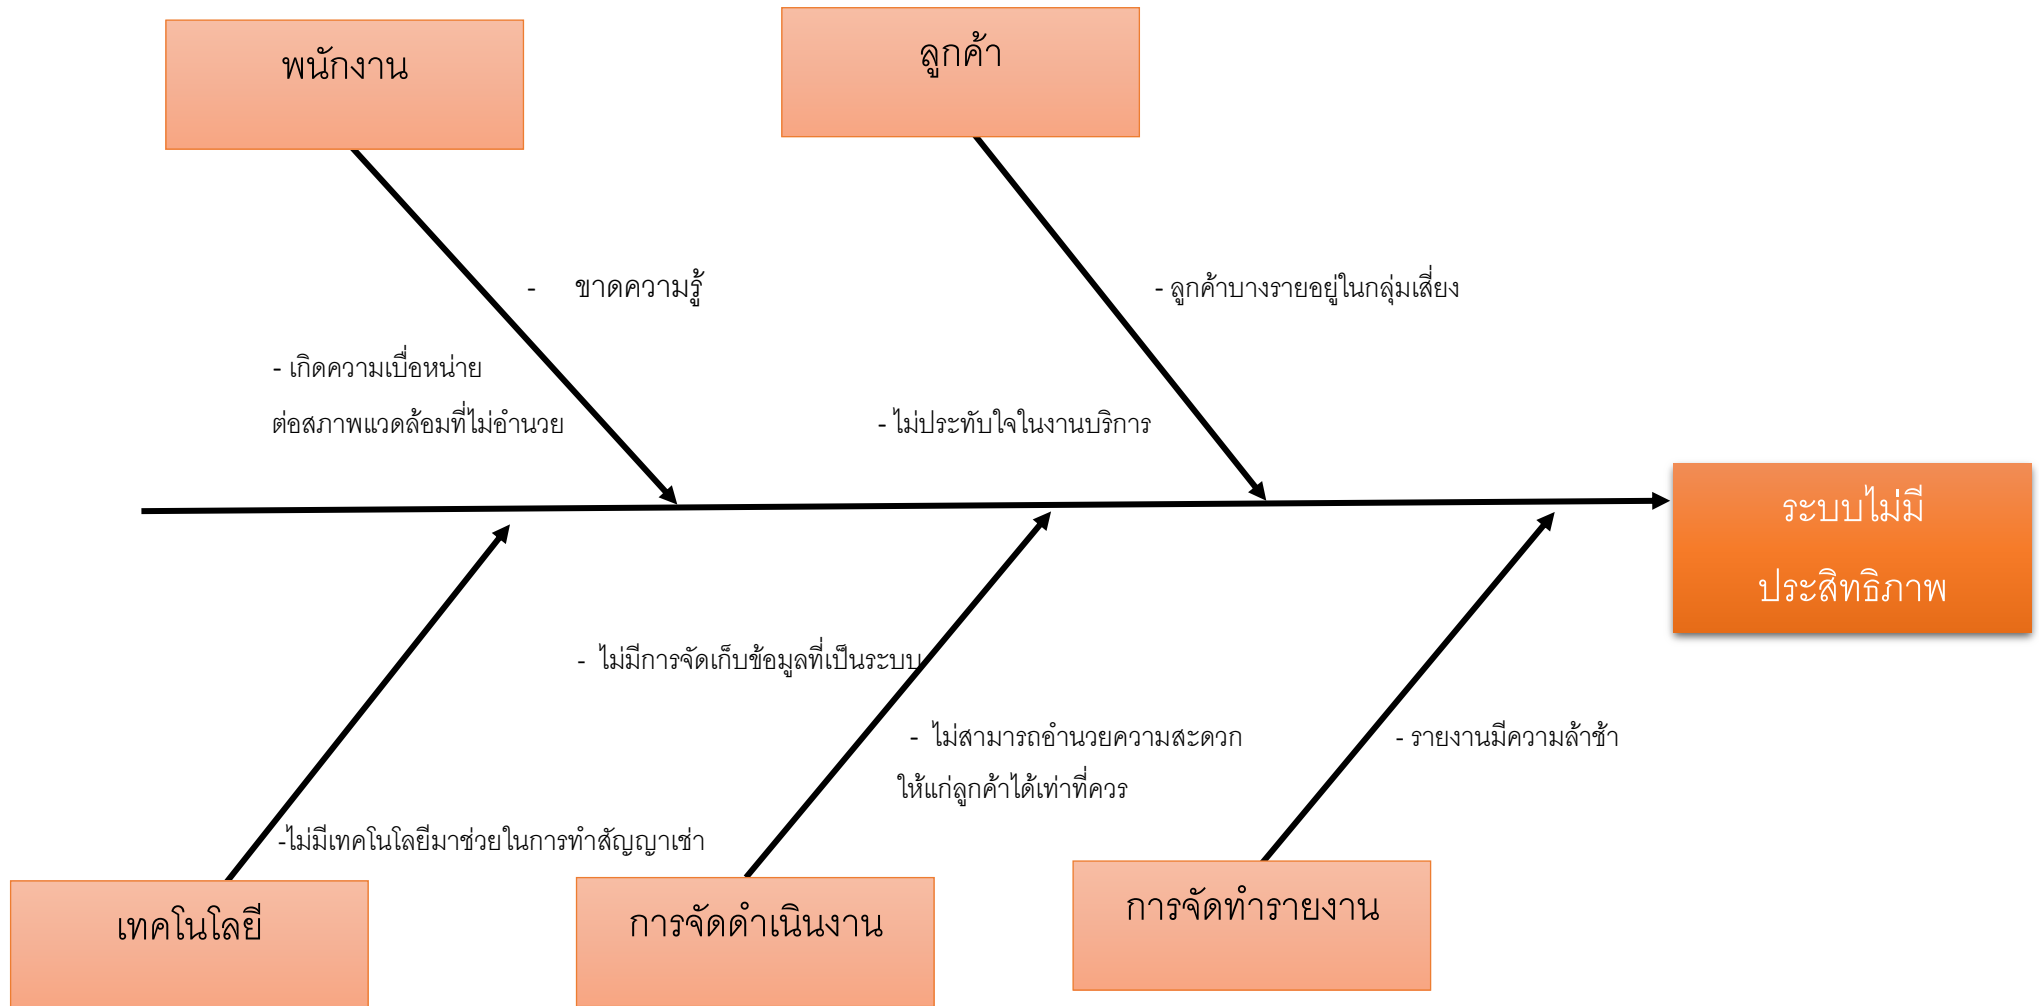 พนักงาน
ลูกค้า
- ขาดความรู้
- ลูกค้าบางรายอยู่ในกลุ่มเสี่ยง
- เกิดความเบื่อหน่าย
ต่อสภาพแวดล้อมที่ไม่อำนวย
- ไม่ประทับใจในงานบริการ
ระบบไม่มี
ประสิทธิภาพ
- ไม่มีการจัดเก็บข้อมูลที่เป็นระบบ
- ไม่สามารถอำนวยความสะดวก
ให้แก่ลูกค้าได้เท่าที่ควร
- รายงานมีความล้าช้า
-ไม่มีเทคโนโลยีมาช่วยในการทำสัญญาเช่า
เทคโนโลยี
การจัดดำเนินงาน
การจัดทำรายงาน